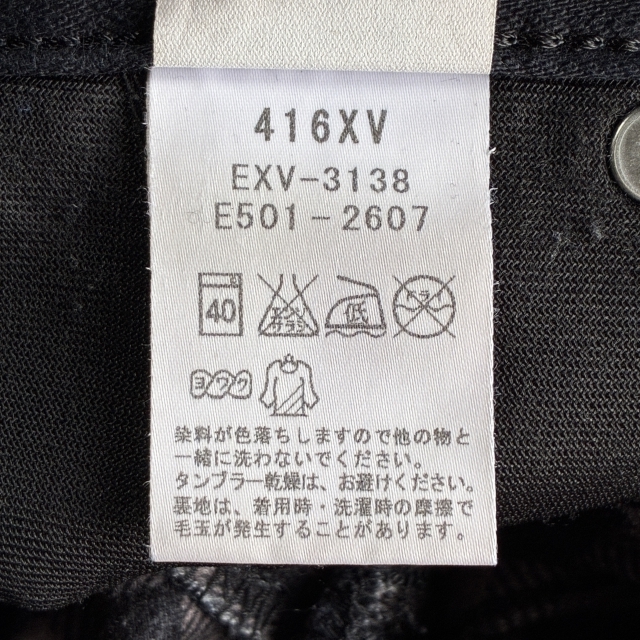 416XV
EXV-3138
E501-2607
40 エンソサラシ 低 ドライ
ヨワク
染料が色落ちしますので他の物と
一緒に洗わないでください。
タンブラー乾燥は、お避けください。
裏地は、着用時・洗濯時の摩擦で
毛玉が発生することがあります。